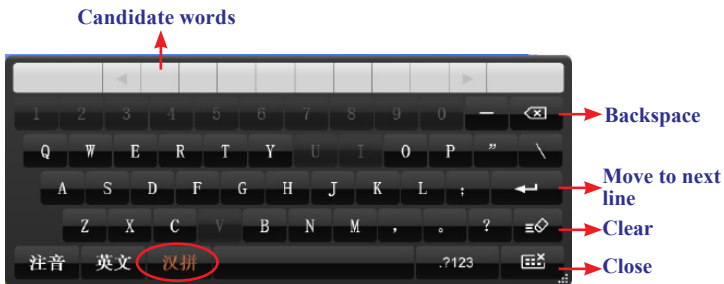 Candidate words
1 2 3 4 5 6 7 8 9 0 —
Backspace
Q W E R T Y U I O P ” \
A S D F G H J K L ;
Move to next
line
Z X C V B N M , 。 ?
Clear
注音 英文 汉拼 .?123
Close